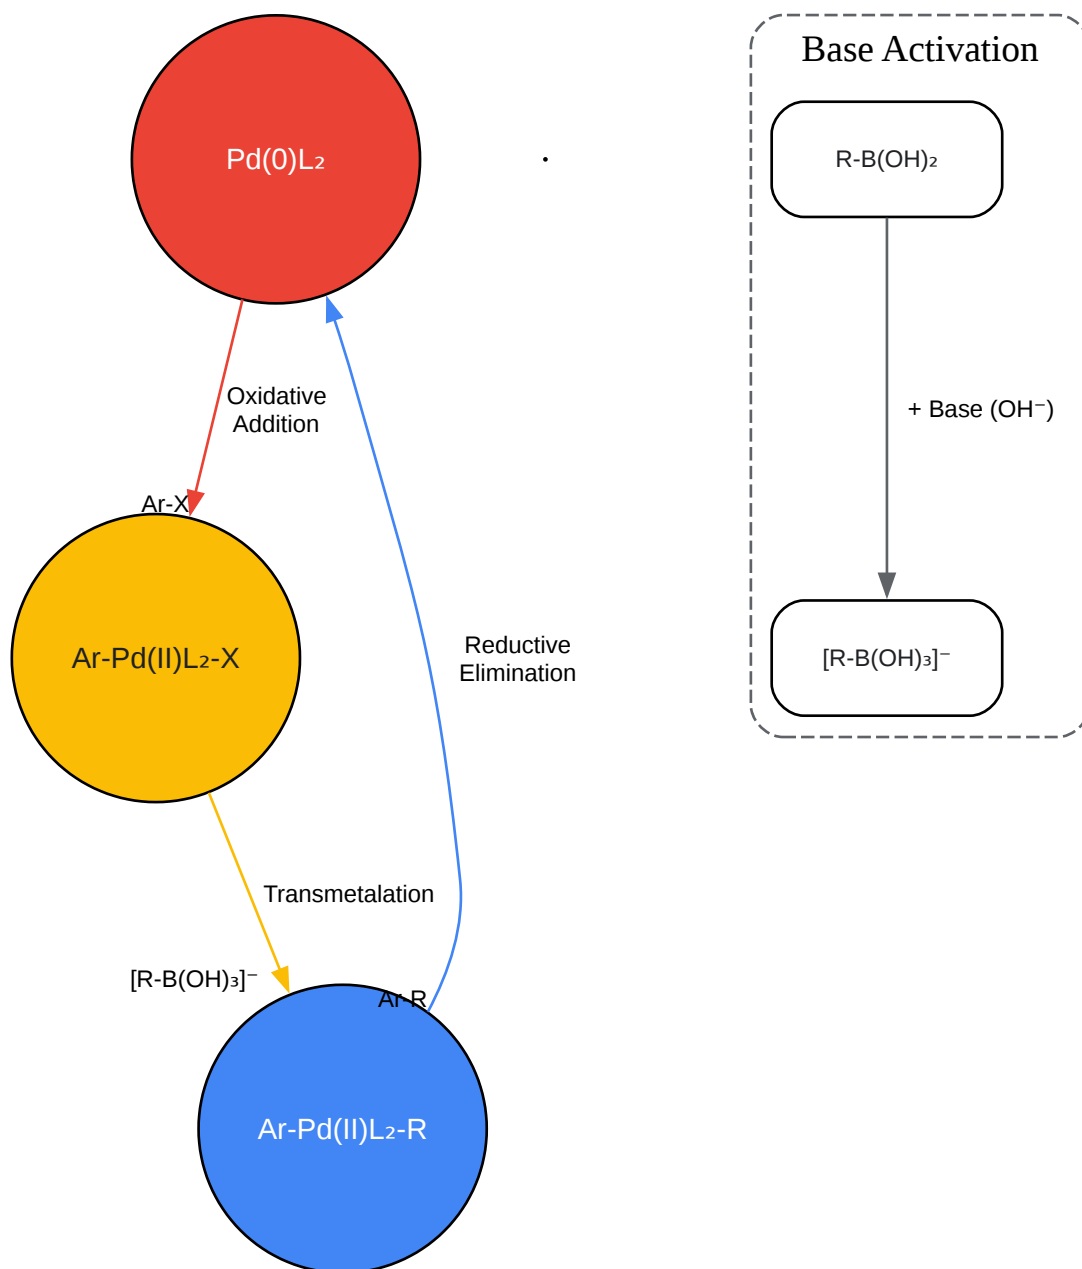 Base Activation
Pd(0)L₂
R-B(OH)₂
Oxidative
Addition
+ Base (OH⁻)
Ar-X
Ar-Pd(II)L₂-X
Reductive
Elimination
[R-B(OH)₃]⁻
Transmetalation
[R-B(OH)₃]⁻
Ar-R
Ar-Pd(II)L₂-R